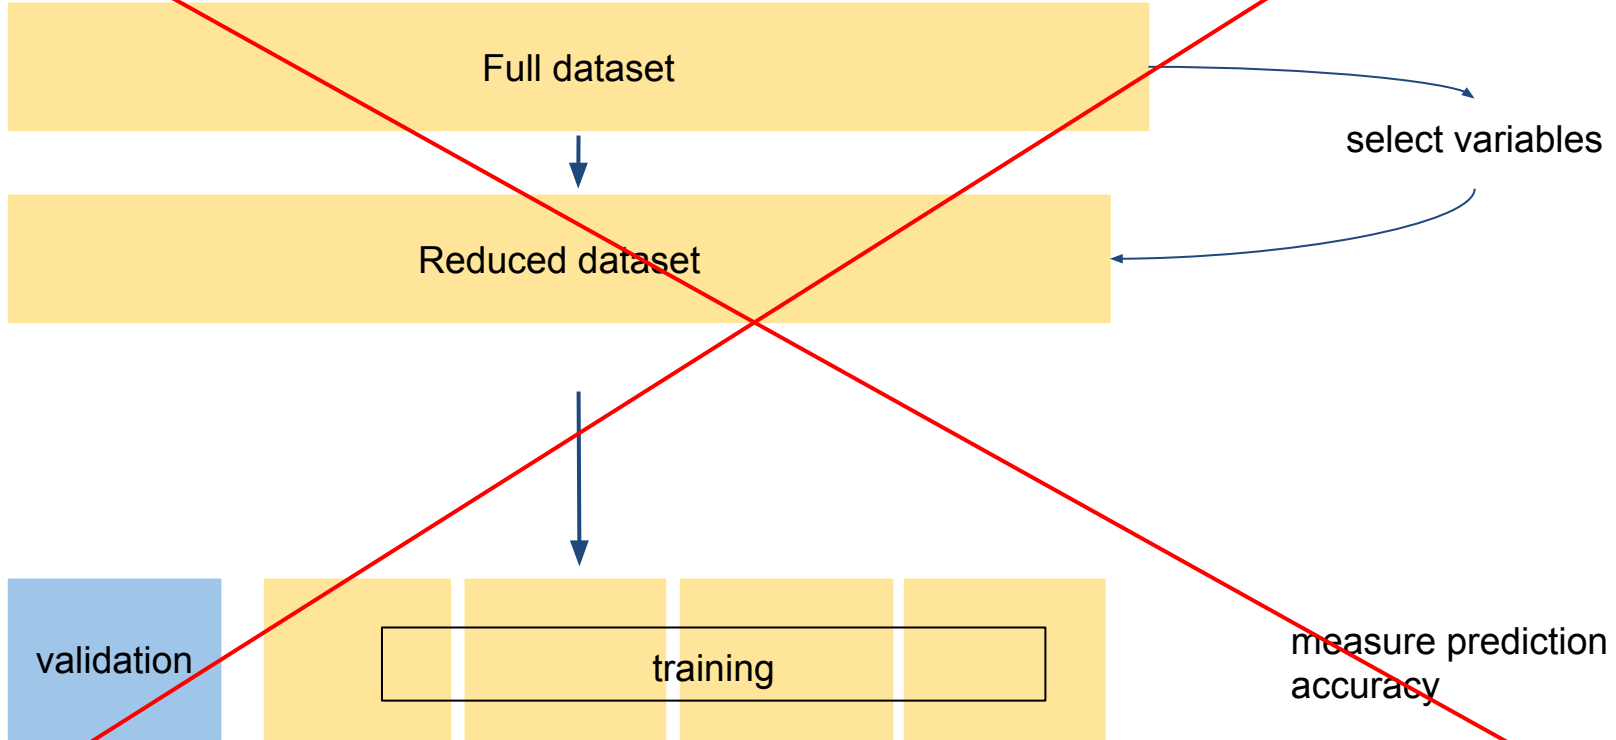 Full dataset
select variables
Reduced dataset
validation
training
measure prediction
accuracy